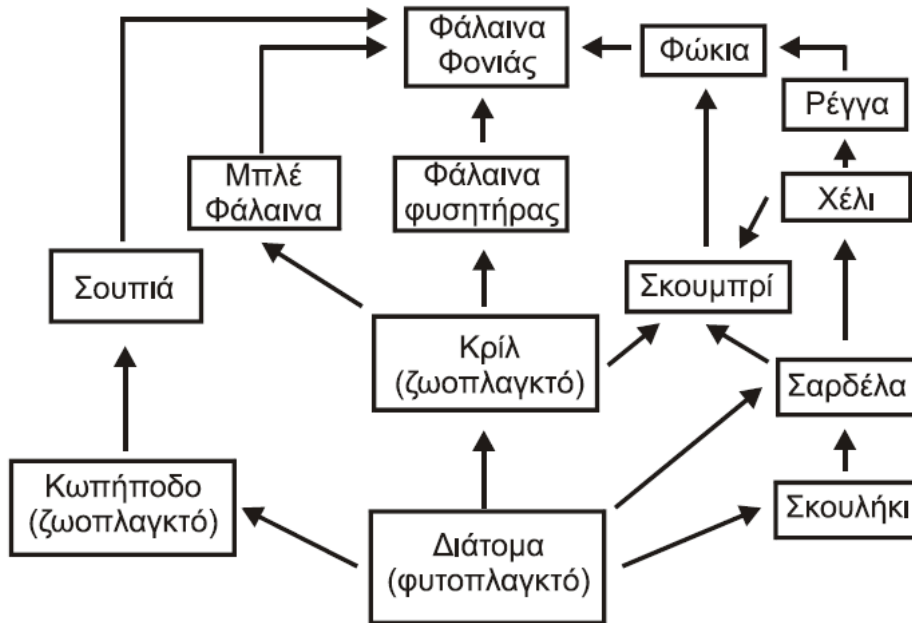 Φάλαινα
Φονιάς
Φώκια
Ρέγγα
Μπλέ
Φάλαινα
Φάλαινα
φυσητήρας
Χέλι
Σουπιά
Σκουμπρί
Κρίλ
(ζωοπλαγκτό)
Σαρδέλα
Κωπήποδο
(ζωοπλαγκτό)
Διάτομα
(φυτοπλαγκτό)
Σκουλήκι